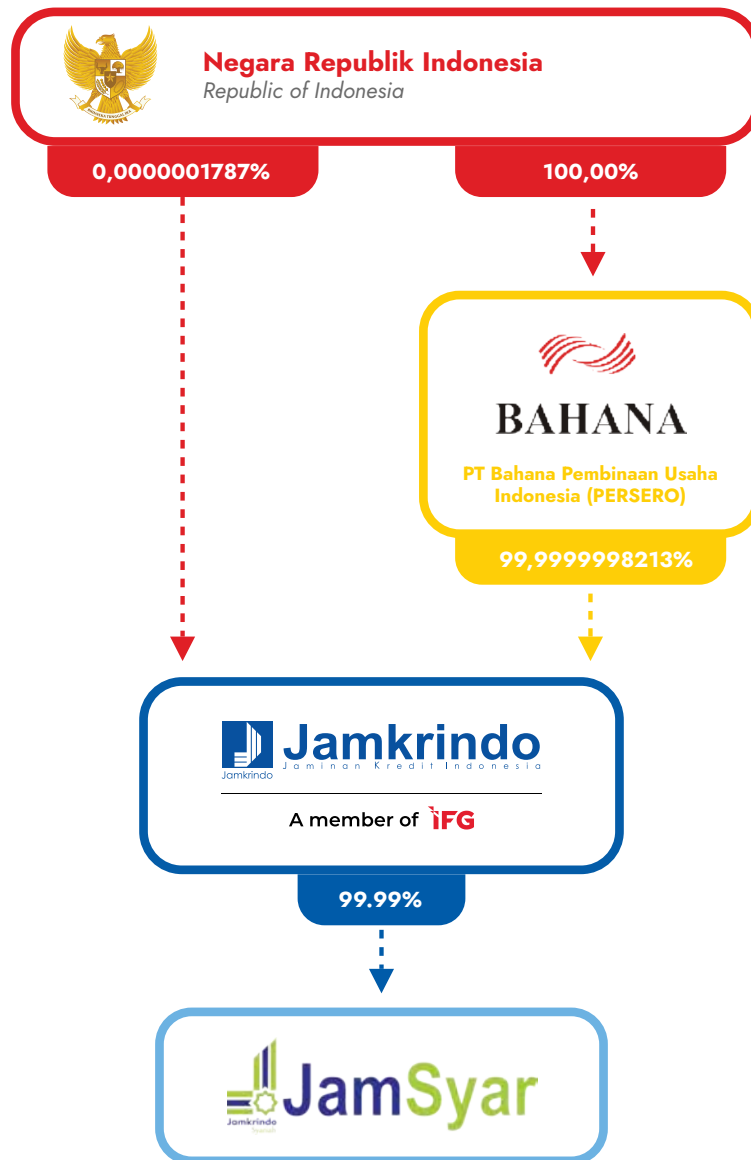 Negara Republik Indonesia
Republic of Indonesia
0,0000001787%
100,00%
BAHANA
PT Bahana Pembinaan Usaha
Indonesia (PERSERO)
99,9999998213%
Jamkrindo
Jaminan Kredit Indonesia
Jamkrindo
A member of IFG
99.99%
JamSyar
Jamkrindo
Syariah